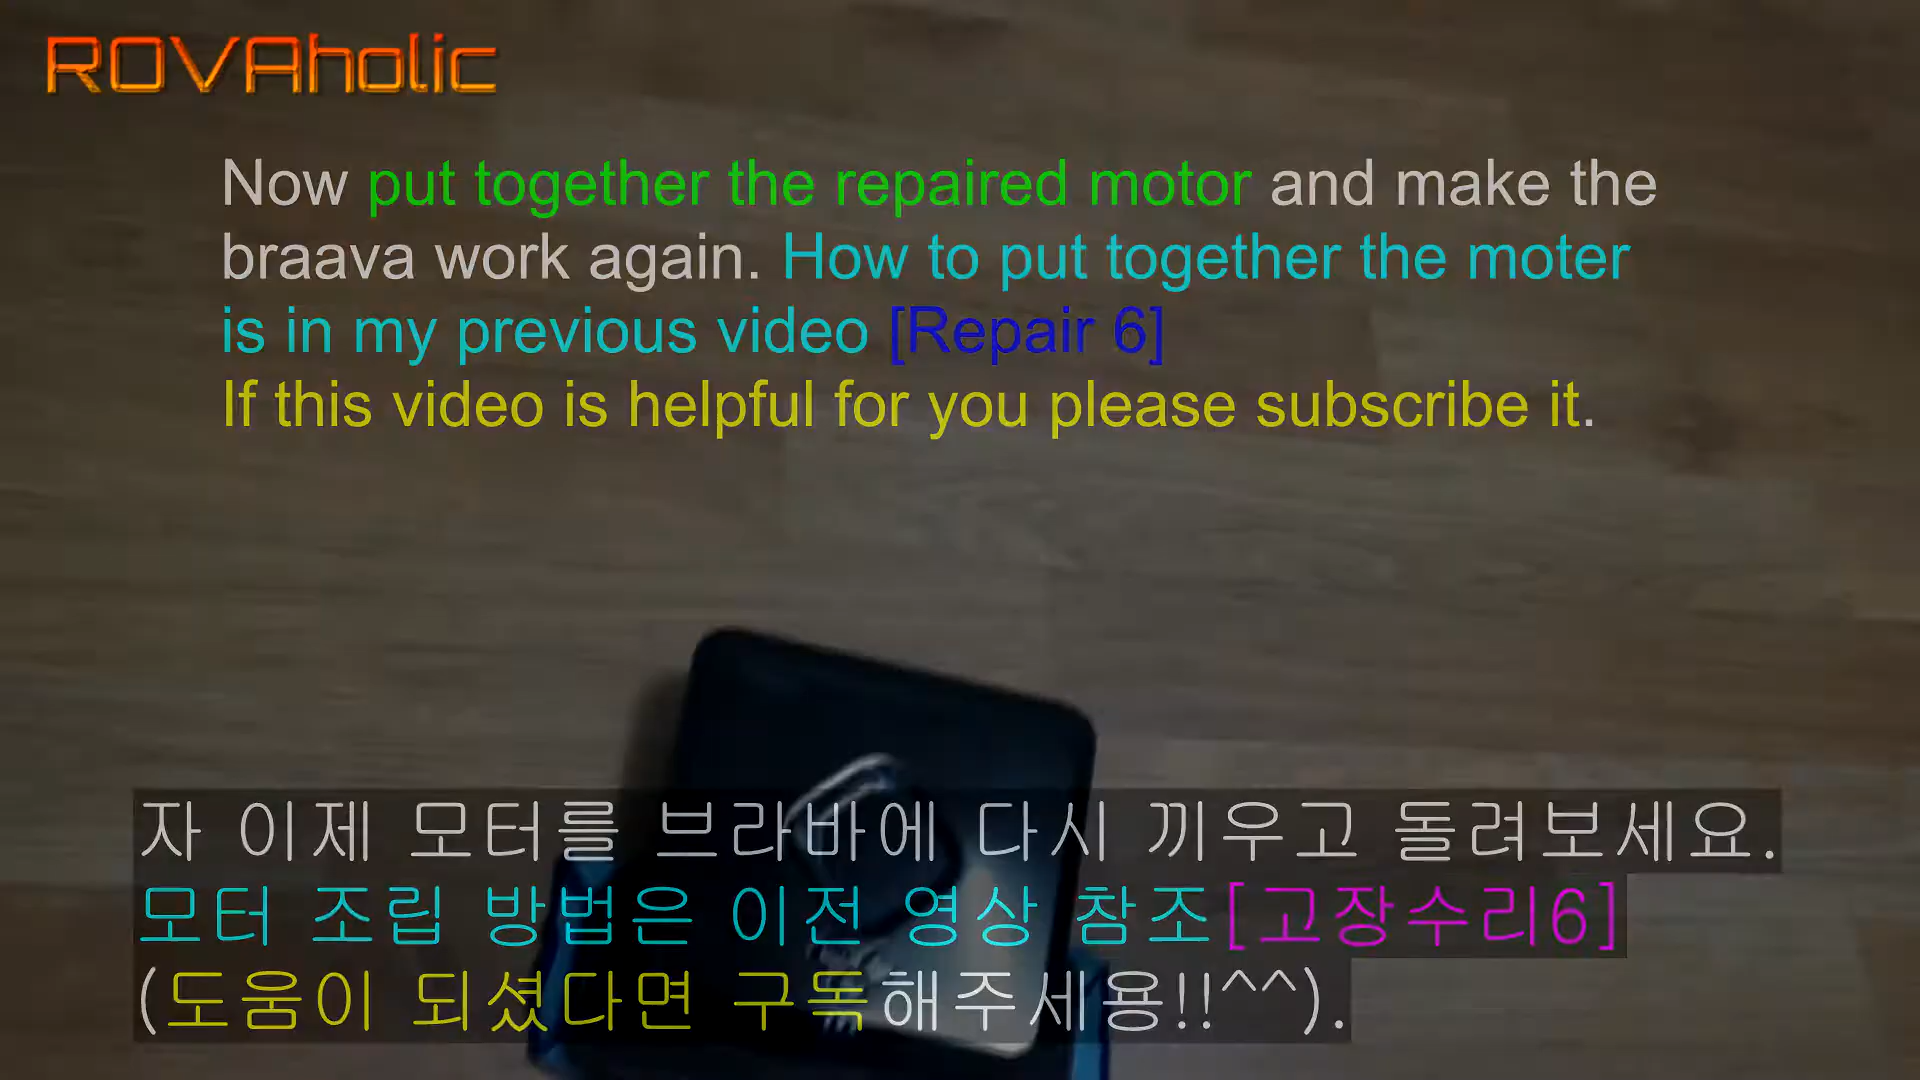 ROVAholic
Now put together the repaired motor and make the
braava work again. How to put together the moter
is in my previous video [Repair 6]
If this video is helpful for you please subscribe it.
자 이제 모터를 브라바에 다시 끼우고 돌려보세요.
모터 조립 방법은 이전 영상 참조[고장수리6]
(도움이 되셨다면 구독해주세용!!^^).